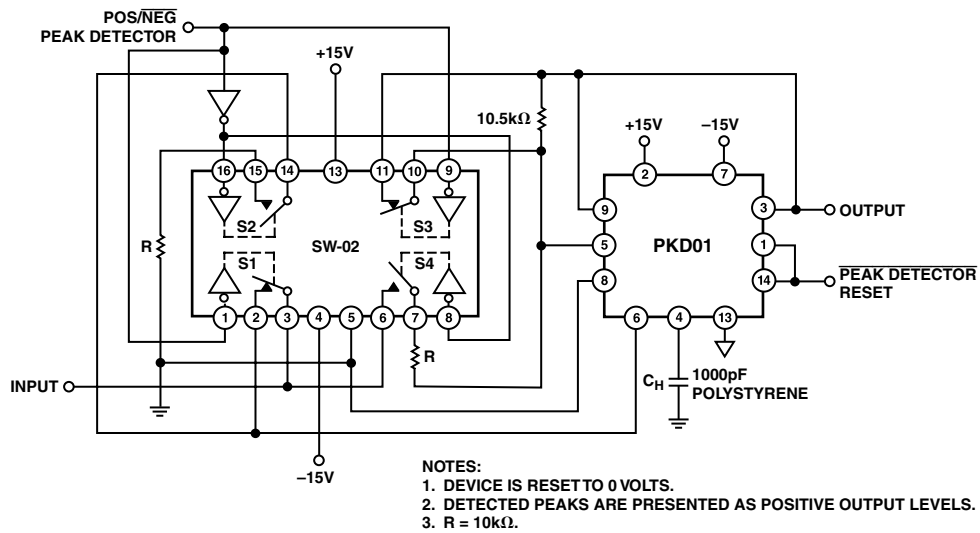 POS/NEG
PEAK DETECTOR
+15V
10.5kΩ
+15V
–15V
16
15
14
13
11
10
9
2
7
S2
S3
9
3
OUTPUT
R
SW-02
5
PKD01
1
S1
S4
8
14
PEAK DETECTOR
RESET
1
2
3
4
5
6
7
8
6
4
13
R
INPUT
CH
1000pF
POLYSTYRENE
–15V
NOTES:
1. DEVICE IS RESET TO 0 VOLTS.
2. DETECTED PEAKS ARE PRESENTED AS POSITIVE OUTPUT LEVELS.
3. R = 10kΩ.